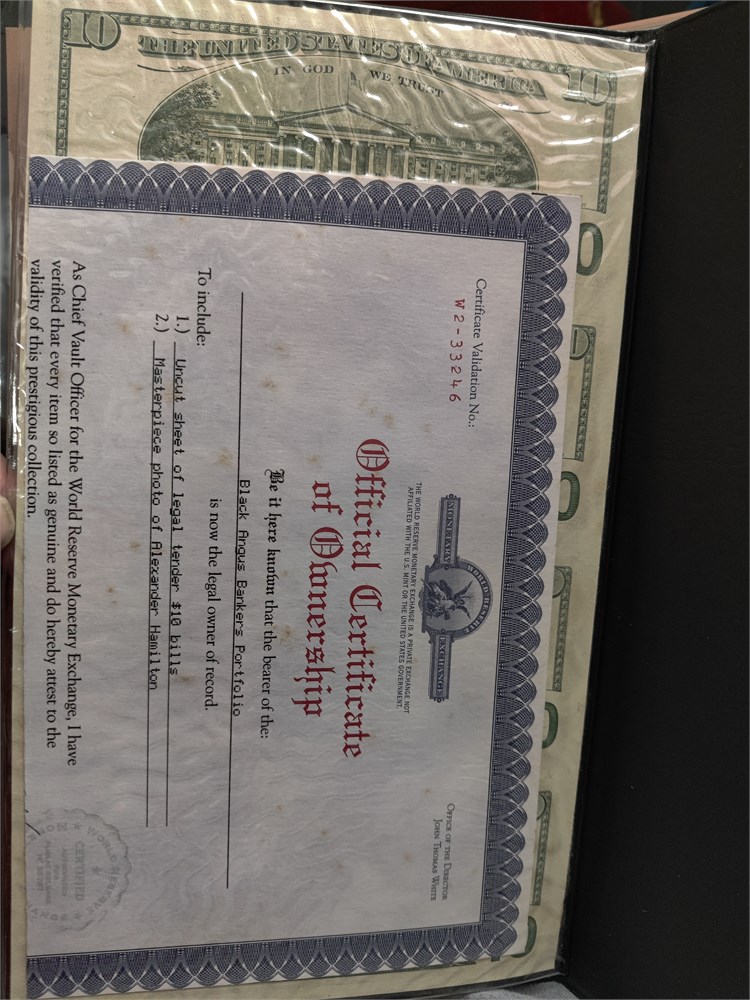 10
THE UNITED STATES OF AMERICA
10
IN GOD WE TRUST
Certificate Validation No.:
W2-33246
WORLD RESERVE
MONETARY EXCHANGE
THE WORLD RESERVE MONETARY EXCHANGE IS A PRIVATE EXCHANGE NOT
AFFILIATED WITH THE U.S. MINT OR THE UNITED STATES GOVERNMENT.
OFFICE OF THE DIRECTOR
JOHN THOMAS WHITE
Official Certificate
of Ownership
Be it here known that the bearer of the:
Black Angus Bankers Portfolio
is now the legal owner of record.
To include:
1.) Uncut sheet of legal tender $10 bills
2.) Masterpiece photo of Alexander Hamilton
As Chief Vault Officer for the World Reserve Monetary Exchange, I have
verified that every item so listed as genuine and do hereby attest to the
validity of this prestigious collection.
WORLD RESERVE
CERTIFIED